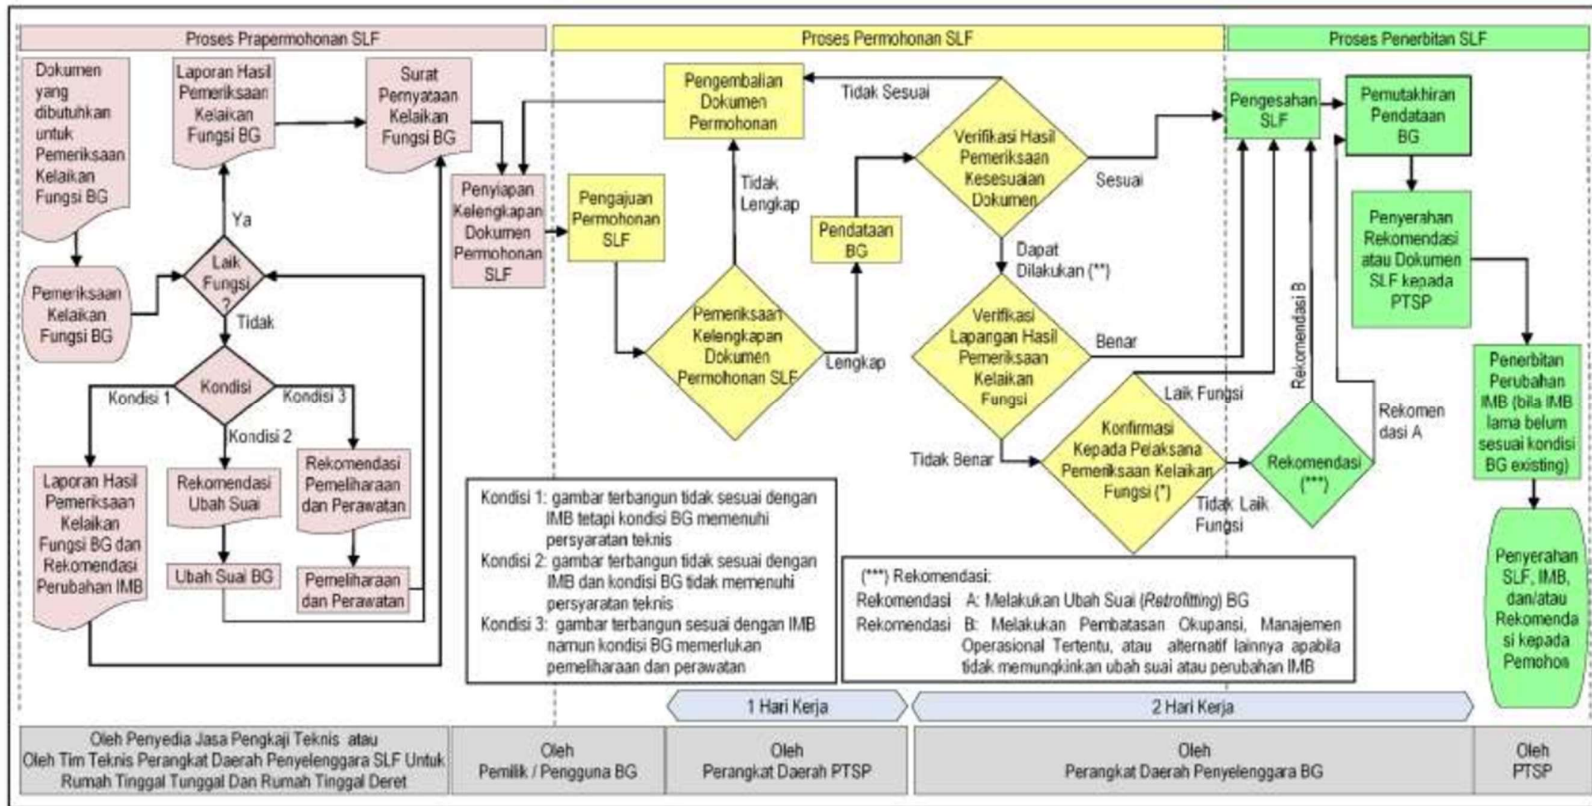 Proses Prapermohonan SLF
Proses Permohonan SLF
Proses Penerbitan SLF
Dokumen
yang
dibutuhkan
untuk
Pemeriksaan
Kelaikan
Fungsi BG
Laporan Hasil
Pemeriksaan
Kelaikan
Fungsi BG
Surat
Pernyataan
Kelaikan
Fungsi BG
Pemeriksaan
Kelaikan
Fungsi BG
Ya
Laik
Fungsi
?
Tidak
Kondisi
Kondisi 1
Kondisi 3
Kondisi 2
Laporan Hasil
Pemeriksaan
Kelaikan
Fungsi BG dan
Rekomendasi
Perubahan IMB
Rekomendasi
Ubah Suai
Ubah Suai BG
Rekomendasi
Pemeliharaan
dan Perawatan
Pemeliharaan
dan Perawatan
Penyiapan
Kelengkapan
Dokumen
Permohonan
SLF
Pengajuan
Permohonan
SLF
Pengembalian
Dokumen
Permohonan
Tidak
Lengkap
Pemeriksaan
Kelengkapan
Dokumen
Permohonan SLF
Lengkap
Pendataan
BG
Tidak Sesuai
Verifikasi Hasil
Pemeriksaan
Kesesuaian
Dokumen
Sesuai
Dapat
Dilakukan (**)
Verifikasi
Lapangan Hasil
Pemeriksaan
Kelaikan
Fungsi
Benar
Tidak Benar
Konfirmasi
Kepada Pelaksana
Pemeriksaan Kelaikan
Fungsi (*)
Laik Fungsi
Tidak Laik
Fungsi
Rekomendasi
(***)
Rekomendasi B
Rekomen
dasi A
Pengesahan
SLF
Pemutakhiran
Pendataan
BG
Penyerahan
Rekomendasi
atau Dokumen
SLF kepada
PTSP
Penerbitan
Perubahan
IMB (bila IMB
lama belum
sesuai kondisi
BG existing)
Penyerahan
SLF, IMB,
dan/atau
Rekomenda
si kepada
Pemohon
Kondisi 1: gambar terbangun tidak sesuai dengan
IMB tetapi kondisi BG memenuhi
persyaratan teknis
Kondisi 2: gambar terbangun tidak sesuai dengan
IMB dan kondisi BG tidak memenuhi
persyaratan teknis
Kondisi 3: gambar terbangun sesuai dengan IMB
namun kondisi BG memerlukan
pemeliharaan dan perawatan
(***) Rekomendasi:
Rekomendasi A: Melakukan Ubah Suai (Retrofitting) BG
Rekomendasi B: Melakukan Pembatasan Okupansi, Manajemen
Operasional Tertentu, atau alternatif lainnya apabila
tidak memungkinkan ubah suai atau perubahan IMB
1 Hari Kerja
2 Hari Kerja
Oleh Penyedia Jasa Pengkaji Teknis atau
Oleh Tim Teknis Perangkat Daerah Penyelenggara SLF Untuk
Rumah Tinggal Tunggal Dan Rumah Tinggal Deret
Oleh
Pemilik / Pengguna BG
Oleh
Perangkat Daerah PTSP
Oleh
Perangkat Daerah Penyelenggara BG
Oleh
PTSP